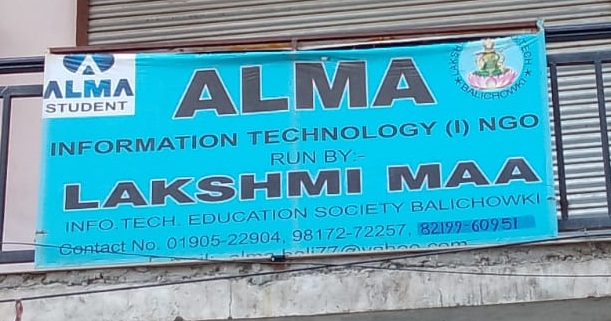 ALMA
STUDENT
ALMA
LAKSH
BALICHOWKI
INFORMATION TECHNOLOGY (I) NGO
RUN BY:-
LAKSHMI MAA
INFO. TECH. EDUCATION SOCIETY BALICHOWKI
Contact No. 01905-22904, 98172-72257, 82199-60951